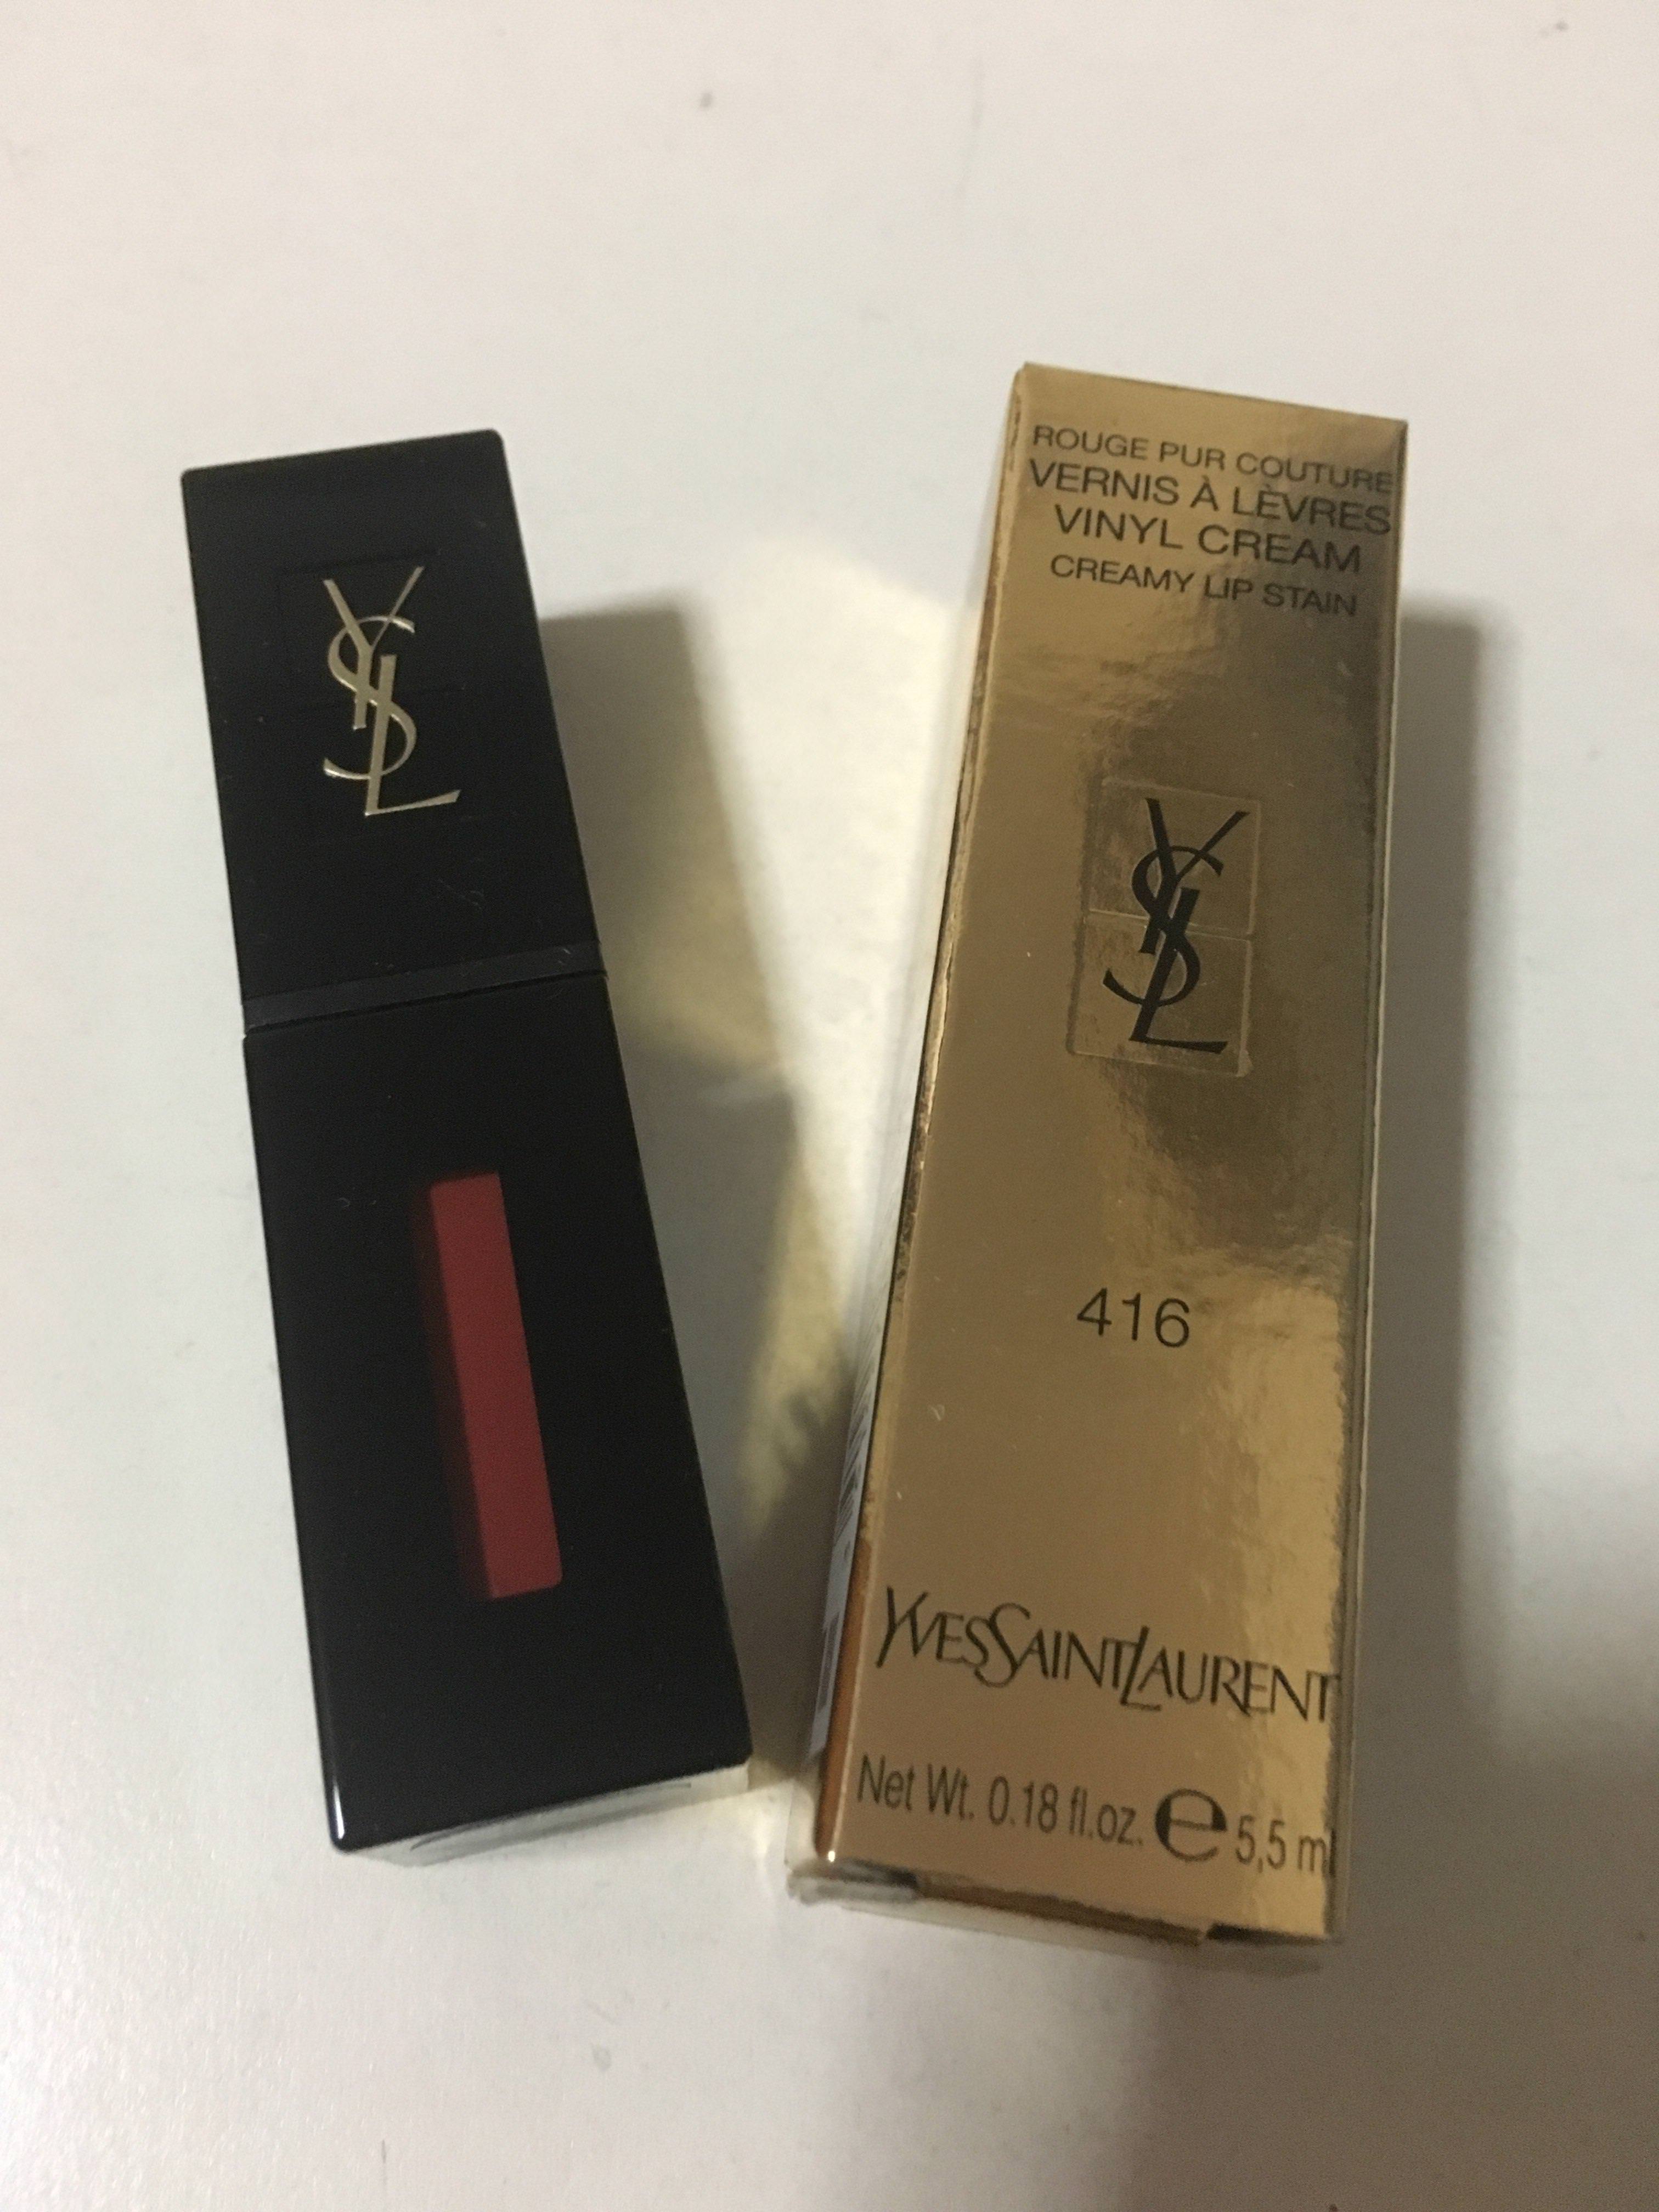 YSL
ROUGE PUR COUTURE
VERNIS À LÈVRES
VINYL CREAM
CREAMY LIP STAIN
YSL
416
YVESSAINTLAURENT
Net Wt. 0.18 fl.oz. e 5,5 ml